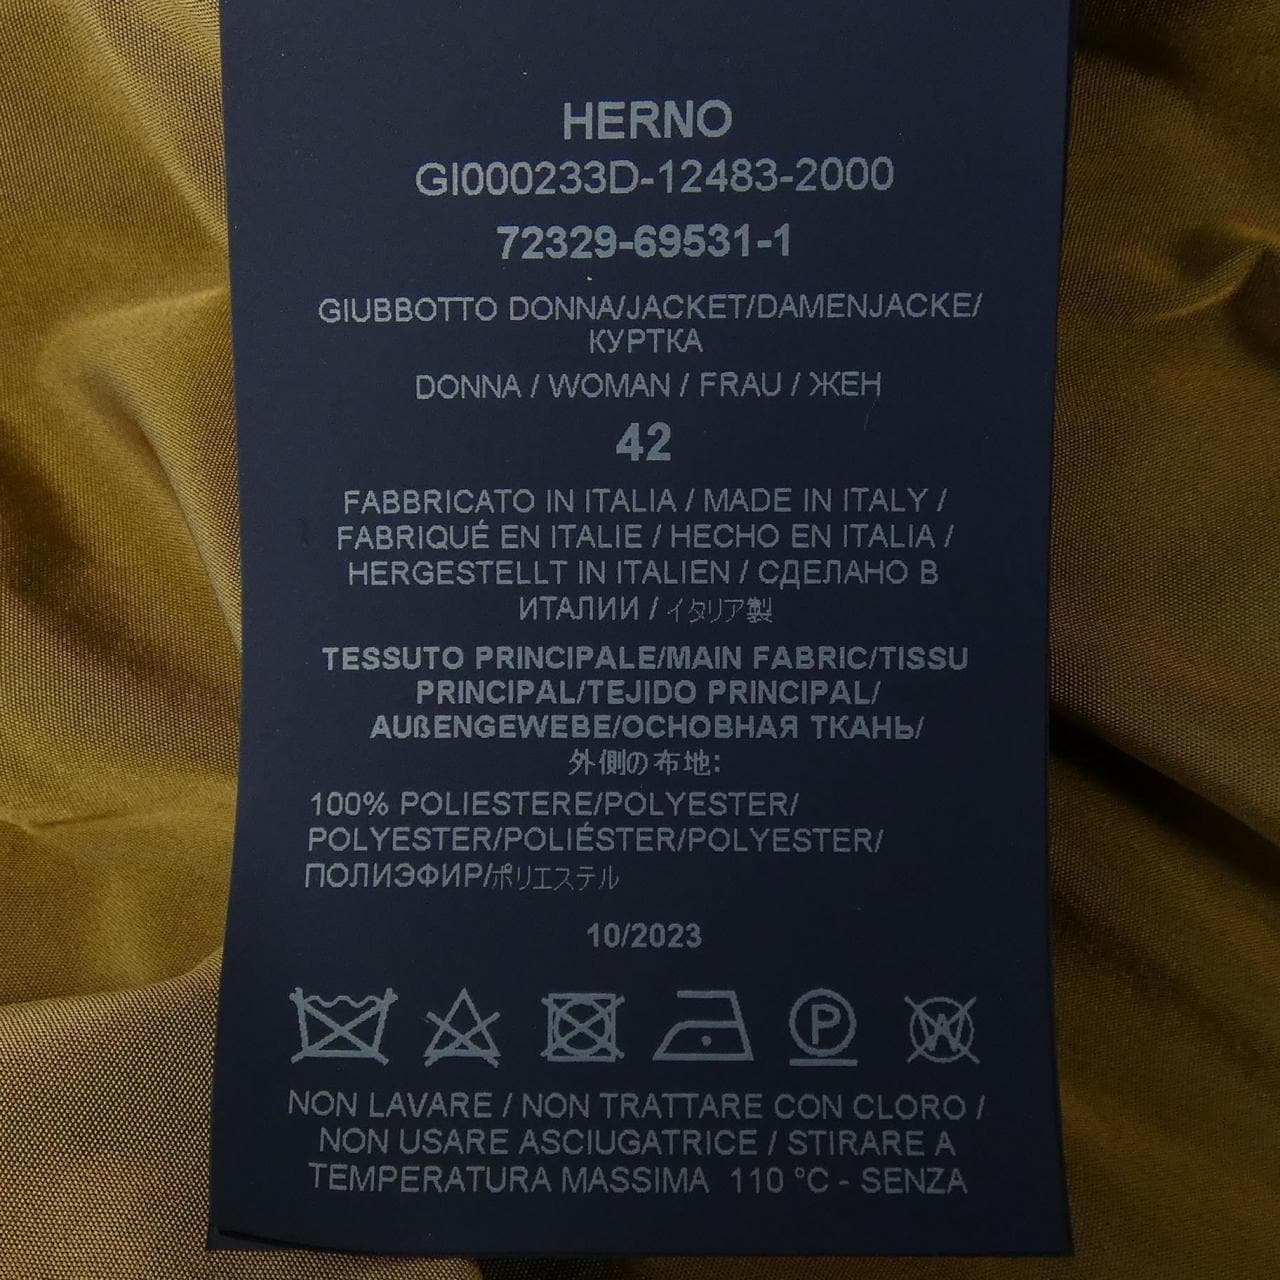 HERNO
GI000233D-12483-2000
72329-69531-1
GIUBBOTTO DONNA/JACKET/DAMENJACKE/
КУРТКА
DONNA / WOMAN / FRAU / ЖЕН
42
FABBRICATO IN ITALIA / MADE IN ITALY /
FABRIQUÉ EN ITALIE / HECHO EN ITALIA /
HERGESTELLT IN ITALIEN / СДЕЛАНО В
ИТАЛИИ / イタリア製
TESSUTO PRINCIPALE/MAIN FABRIC/TISSU
PRINCIPAL/TEJIDO PRINCIPAL/
AUßENGEWEBE/ОСНОВНАЯ ТКАНЬ/
外側の布地:
100% POLIESTERE/POLYESTER/
POLYESTER/POLIÉSTER/POLYESTER/
ПОЛИЭФИР/ポリエステル
10/2023
P W
NON LAVARE / NON TRATTARE CON CLORO /
NON USARE ASCIUGATRICE / STIRARE A
TEMPERATURA MASSIMA 110 °C - SENZA